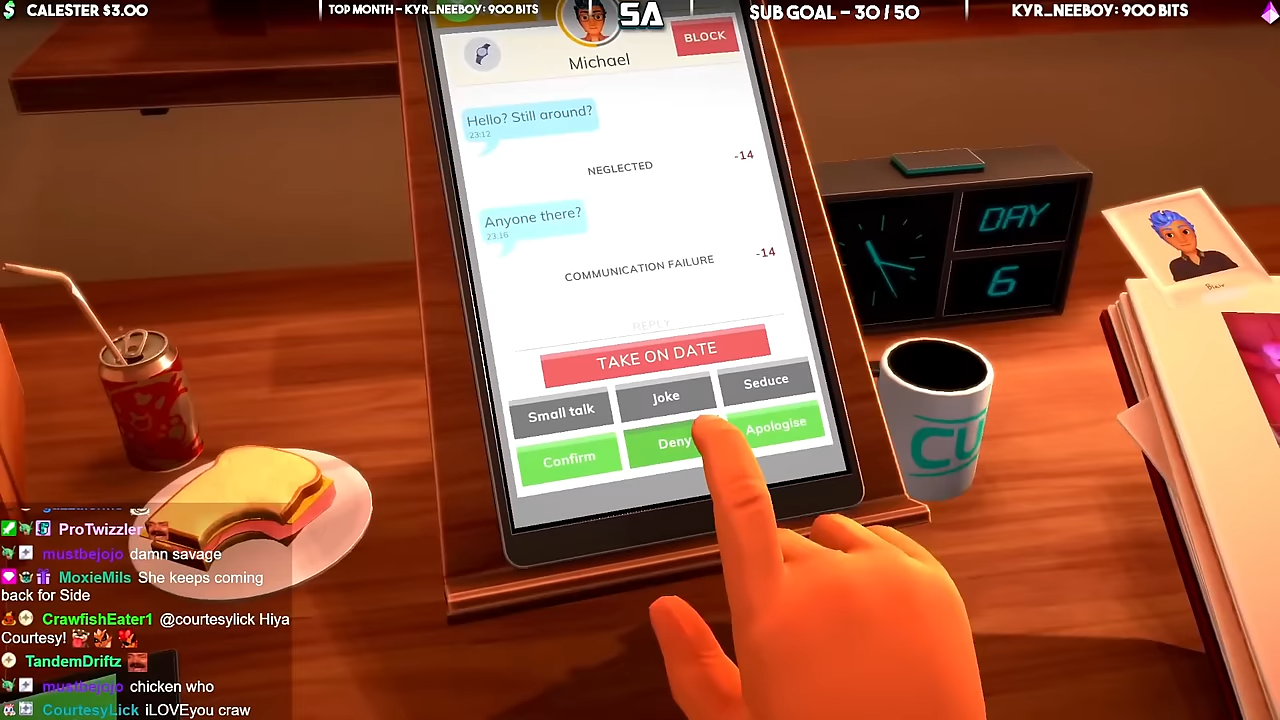 CALESTER $3.00
TOP MONTH - KYR_NEEBOY: 900 BITS
SA
SUB GOAL - 30 / 50
KYR_NEEBOY: 900 BITS
BLOCK
Michael
Hello? Still around?
23:12
NEGLECTED -14
Anyone there?
23:16
COMMUNICATION FAILURE -14
REPLY
TAKE ON DATE
Small talk Joke Seduce
Confirm Deny Apologise
DAY
6
CU
ProTwizzler
mustbejojo damn savage
MoxieMils She keeps coming
back for Side
CrawfishEater1 @courtesylick Hiya
Courtesy!
TandemDriftz
mustbejojo chicken who
CourtesyLick iLOVEyou craw